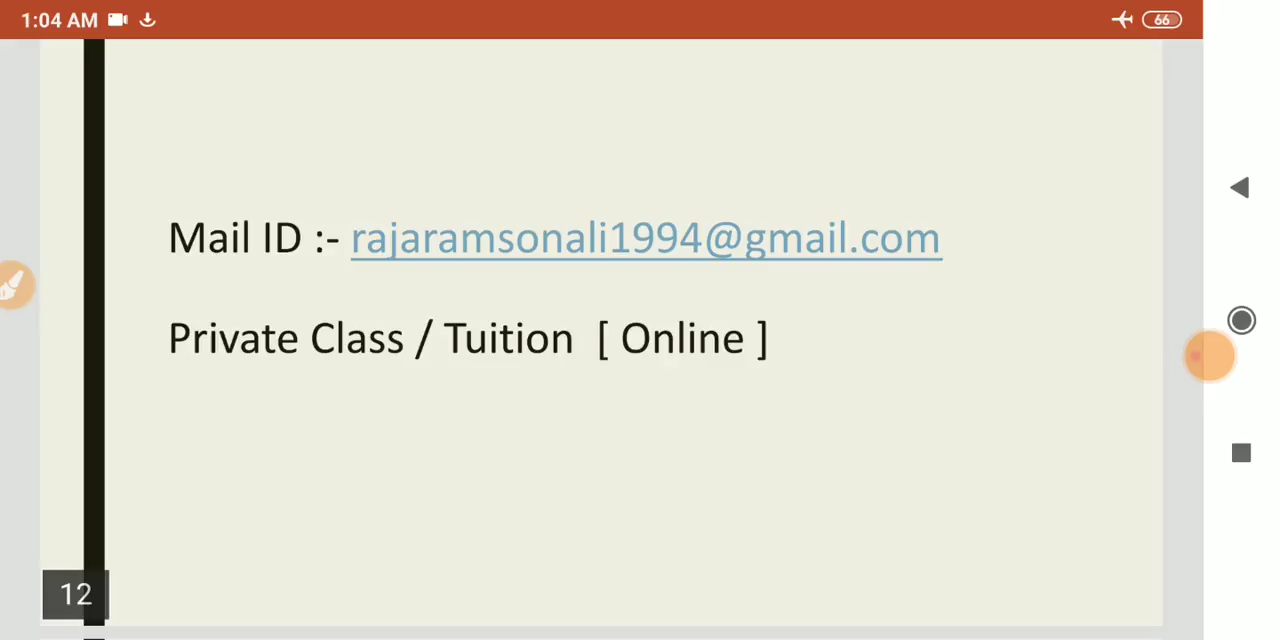 1:04 AM 66
Mail ID :- rajaramsonali1994@gmail.com
Private Class / Tuition [ Online ]
12